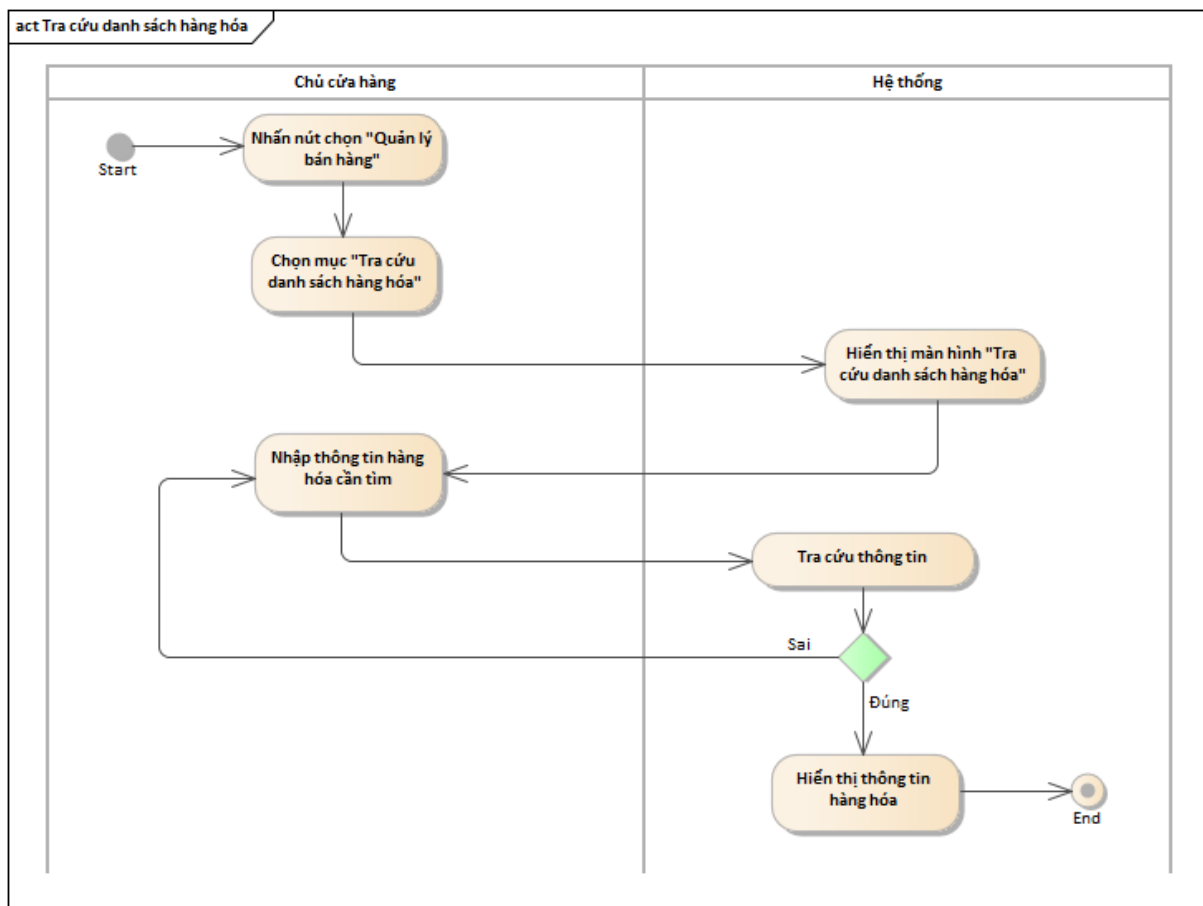 act Tra cứu danh sách hàng hóa
Chủ cửa hàng
Hệ thống
Start
Nhấn nút chọn "Quản lý
bán hàng"
Chọn mục "Tra cứu
danh sách hàng hóa"
Hiển thị màn hình "Tra
cứu danh sách hàng hóa"
Nhập thông tin hàng
hóa cần tìm
Tra cứu thông tin
Sai
Đúng
Hiển thị thông tin
hàng hóa
End